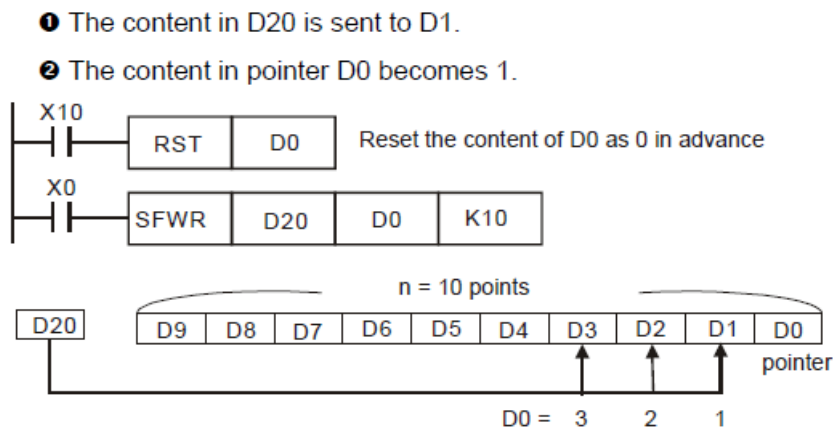 ❶ The content in D20 is sent to D1.
❷ The content in pointer D0 becomes 1.
X10
RST D0 Reset the content of D0 as 0 in advance
X0
SFWR D20 D0 K10
n = 10 points
D20 D9 D8 D7 D6 D5 D4 D3 D2 D1 D0
pointer
D0 = 3 2 1